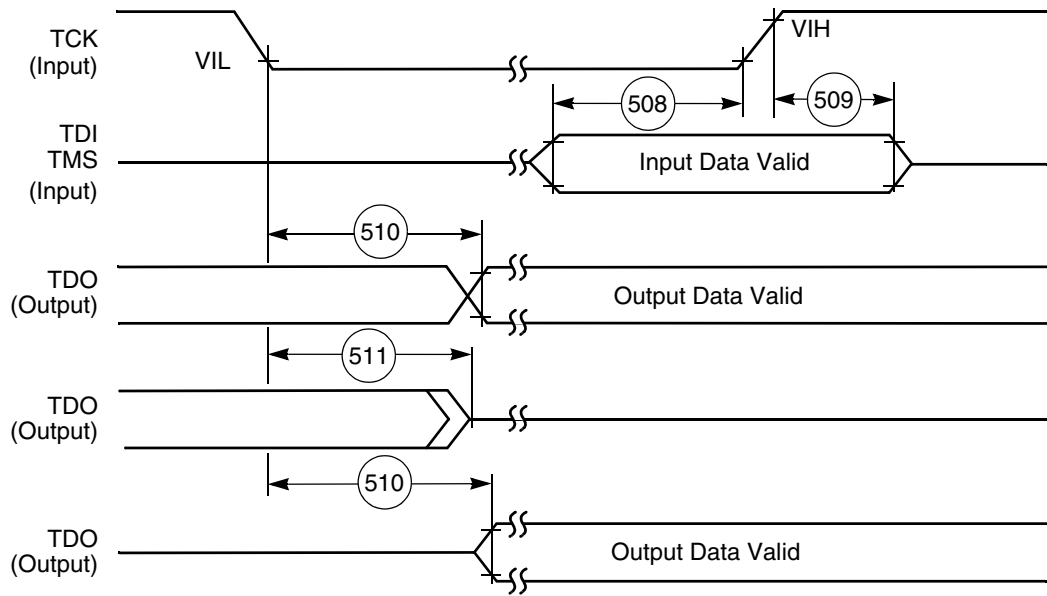 TCK
(Input)
VIL
VIH
508
509
TDI
TMS
(Input)
Input Data Valid
510
TDO
(Output)
Output Data Valid
511
TDO
(Output)
510
TDO
(Output)
Output Data Valid